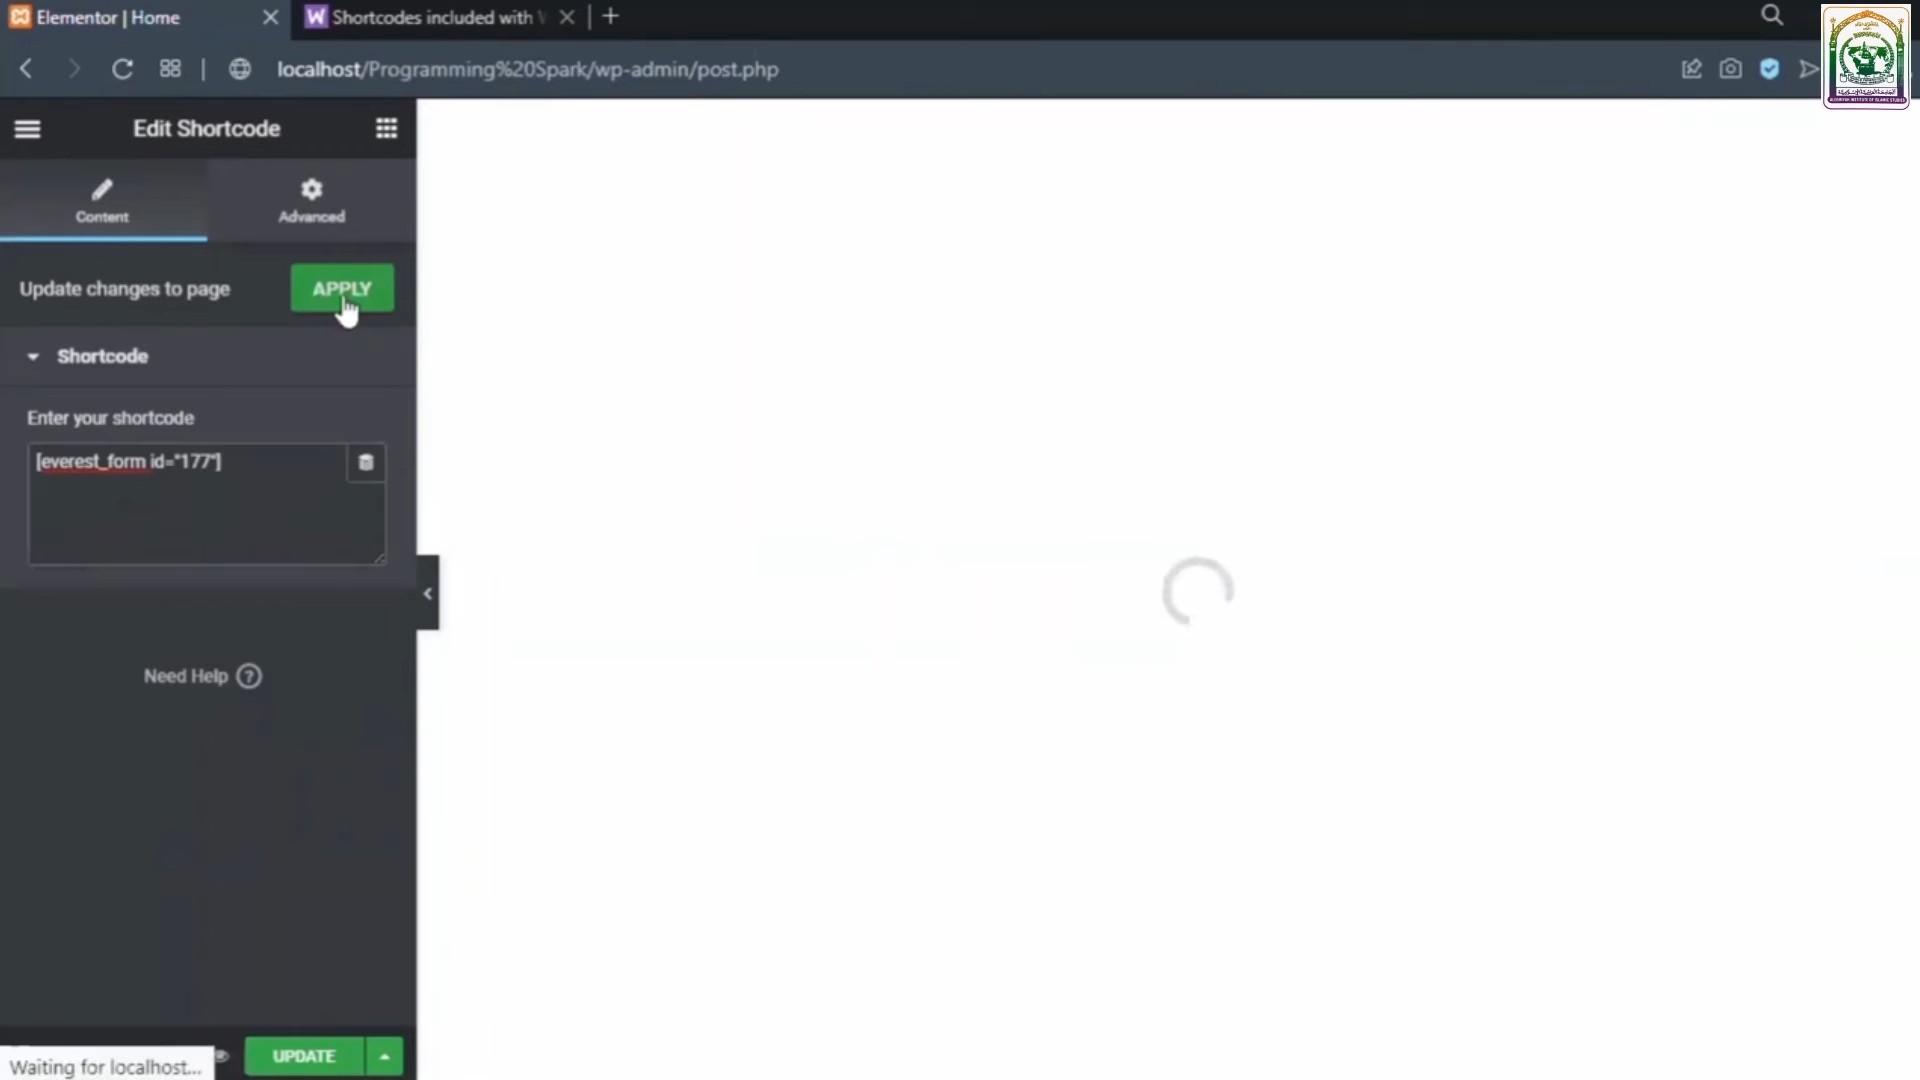 Elementor | Home
Shortcodes included with
localhost/Programming%20Spark/wp-admin/post.php
Edit Shortcode
Content
Advanced
Update changes to page
APPLY
Shortcode
Enter your shortcode
[everest_form id="177"]
Need Help ?
UPDATE
Waiting for localhost...